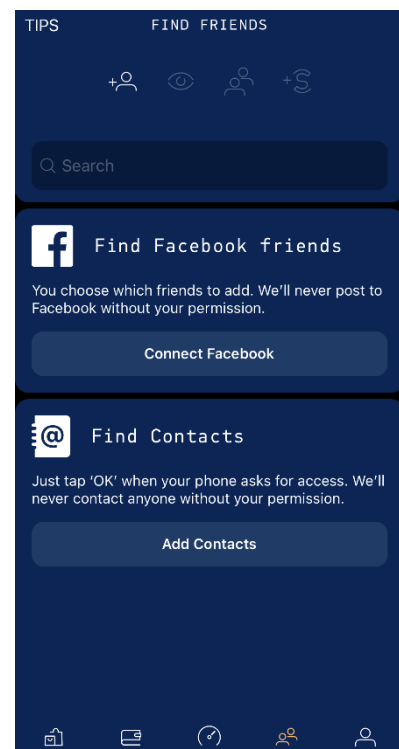 TIPS FIND FRIENDS
Search
Find Facebook friends
You choose which friends to add. We'll never post to
Facebook without your permission.
Connect Facebook
Find Contacts
Just tap 'OK' when your phone asks for access. We'll
never contact anyone without your permission.
Add Contacts